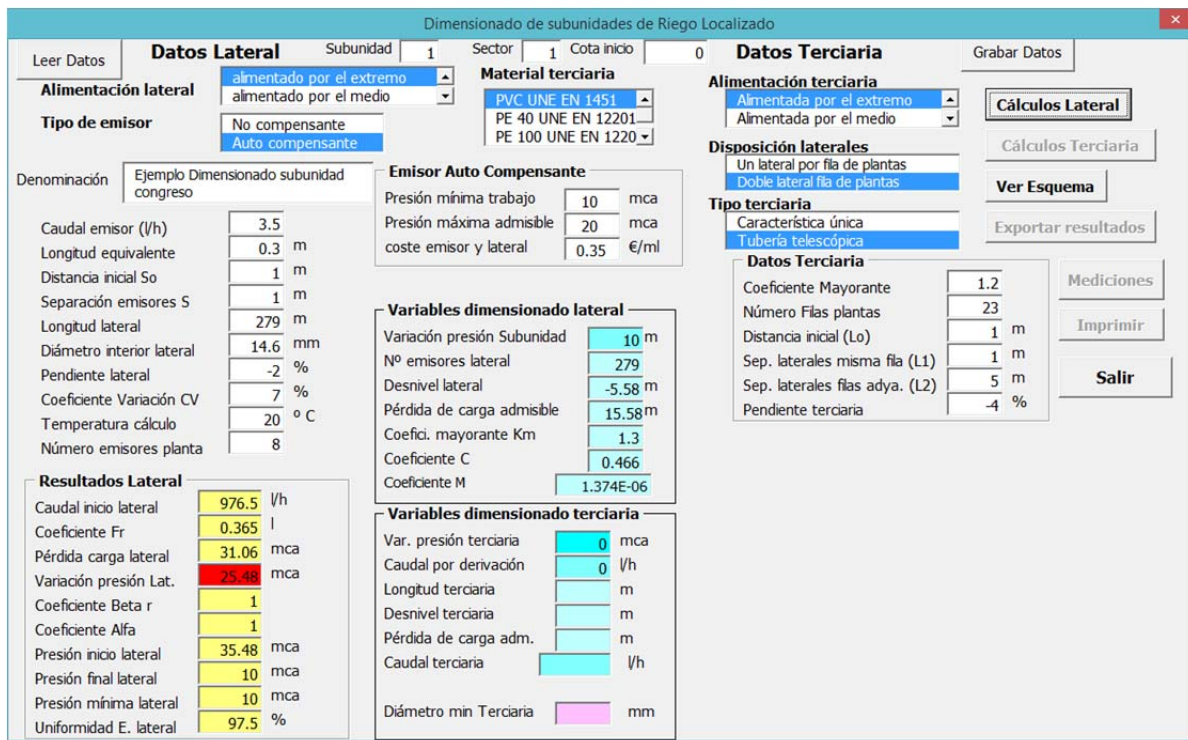 Dimensionado de subunidades de Riego Localizado
Leer Datos
Datos Lateral
Subunidad 1
Sector 1
Cota inicio 0
Datos Terciaria
Grabar Datos
Alimentación lateral
alimentado por el extremo
alimentado por el medio
Tipo de emisor
No compensante
Auto compensante
Material terciaria
PVC UNE EN 1451
PE 40 UNE EN 12201
PE 100 UNE EN 1220
Alimentación terciaria
Alimentada por el extremo
Alimentada por el medio
Disposición laterales
Un lateral por fila de plantas
Doble lateral fila de plantas
Tipo terciaria
Característica única
Tubería telescópica
Cálculos Lateral
Cálculos Terciaria
Ver Esquema
Exportar resultados
Mediciones
Imprimir
Salir
Denominación
Ejemplo Dimensionado subunidad
congreso
Caudal emisor (l/h) 3.5
Longitud equivalente 0.3 m
Distancia inicial So 1 m
Separación emisores S 1 m
Longitud lateral 279 m
Diámetro interior lateral 14.6 mm
Pendiente lateral -2 %
Coeficiente Variación CV 7 %
Temperatura cálculo 20 º C
Número emisores planta 8
Emisor Auto Compensante
Presión mínima trabajo 10 mca
Presión máxima admisible 20 mca
coste emisor y lateral 0.35 €/ml
Datos Terciaria
Coeficiente Mayorante 1.2
Número Filas plantas 23
Distancia inicial (Lo) 1 m
Sep. laterales misma fila (L1) 1 m
Sep. laterales filas adya. (L2) 5 m
Pendiente terciaria -4 %
Variables dimensionado lateral
Variación presión Subunidad 10 m
Nº emisores lateral 279
Desnivel lateral -5.58 m
Pérdida de carga admisible 15.58 m
Coefici. mayorante Km 1.3
Coeficiente C 0.466
Coeficiente M 1.374E-06
Resultados Lateral
Caudal inicio lateral 976.5 l/h
Coeficiente Fr 0.365 l
Pérdida carga lateral 31.06 mca
Variación presión Lat. 25.48 mca
Coeficiente Beta r 1
Coeficiente Alfa 1
Presión inicio lateral 35.48 mca
Presión final lateral 10 mca
Presión mínima lateral 10 mca
Uniformidad E. lateral 97.5 %
Variables dimensionado terciaria
Var. presión terciaria 0 mca
Caudal por derivación 0 l/h
Longitud terciaria m
Desnivel terciaria m
Pérdida de carga adm. m
Caudal terciaria l/h
Diámetro min Terciaria mm